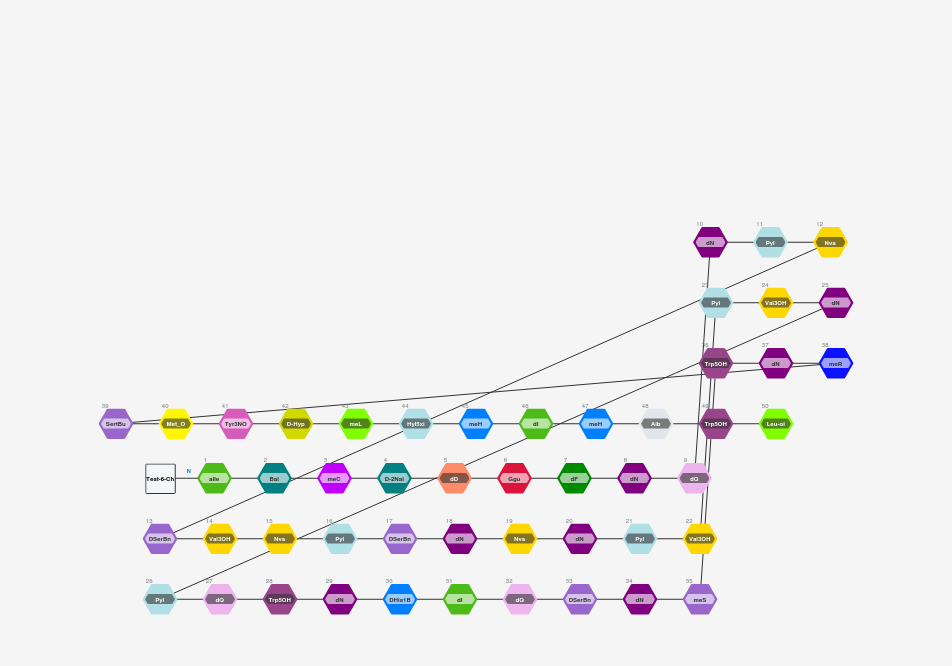 10 11 12
dN Pyl Nva
23 24 25
Pyl Val3OH dN
36 37 38
Trp5OH dN meR
39 40 41 42 43 44 45 46 47 48 49 50
SertBu Met_O Tyr3NO D-Hyp meL Hyl5xi meH dI meH Aib Trp5OH Leu-ol
N 1 2 3 4 5 6 7 8 9
Test-6-Ch aIle Bal meC D-2Nal dD Ggu dF dN dQ
13 14 15 16 17 18 19 20 21 22
DSerBn Val3OH Nva Pyl DSerBn dN Nva dN Pyl Val3OH
26 27 28 29 30 31 32 33 34 35
Pyl dQ Trp5OH dN DHis1B dI dQ DSerBn dN meS